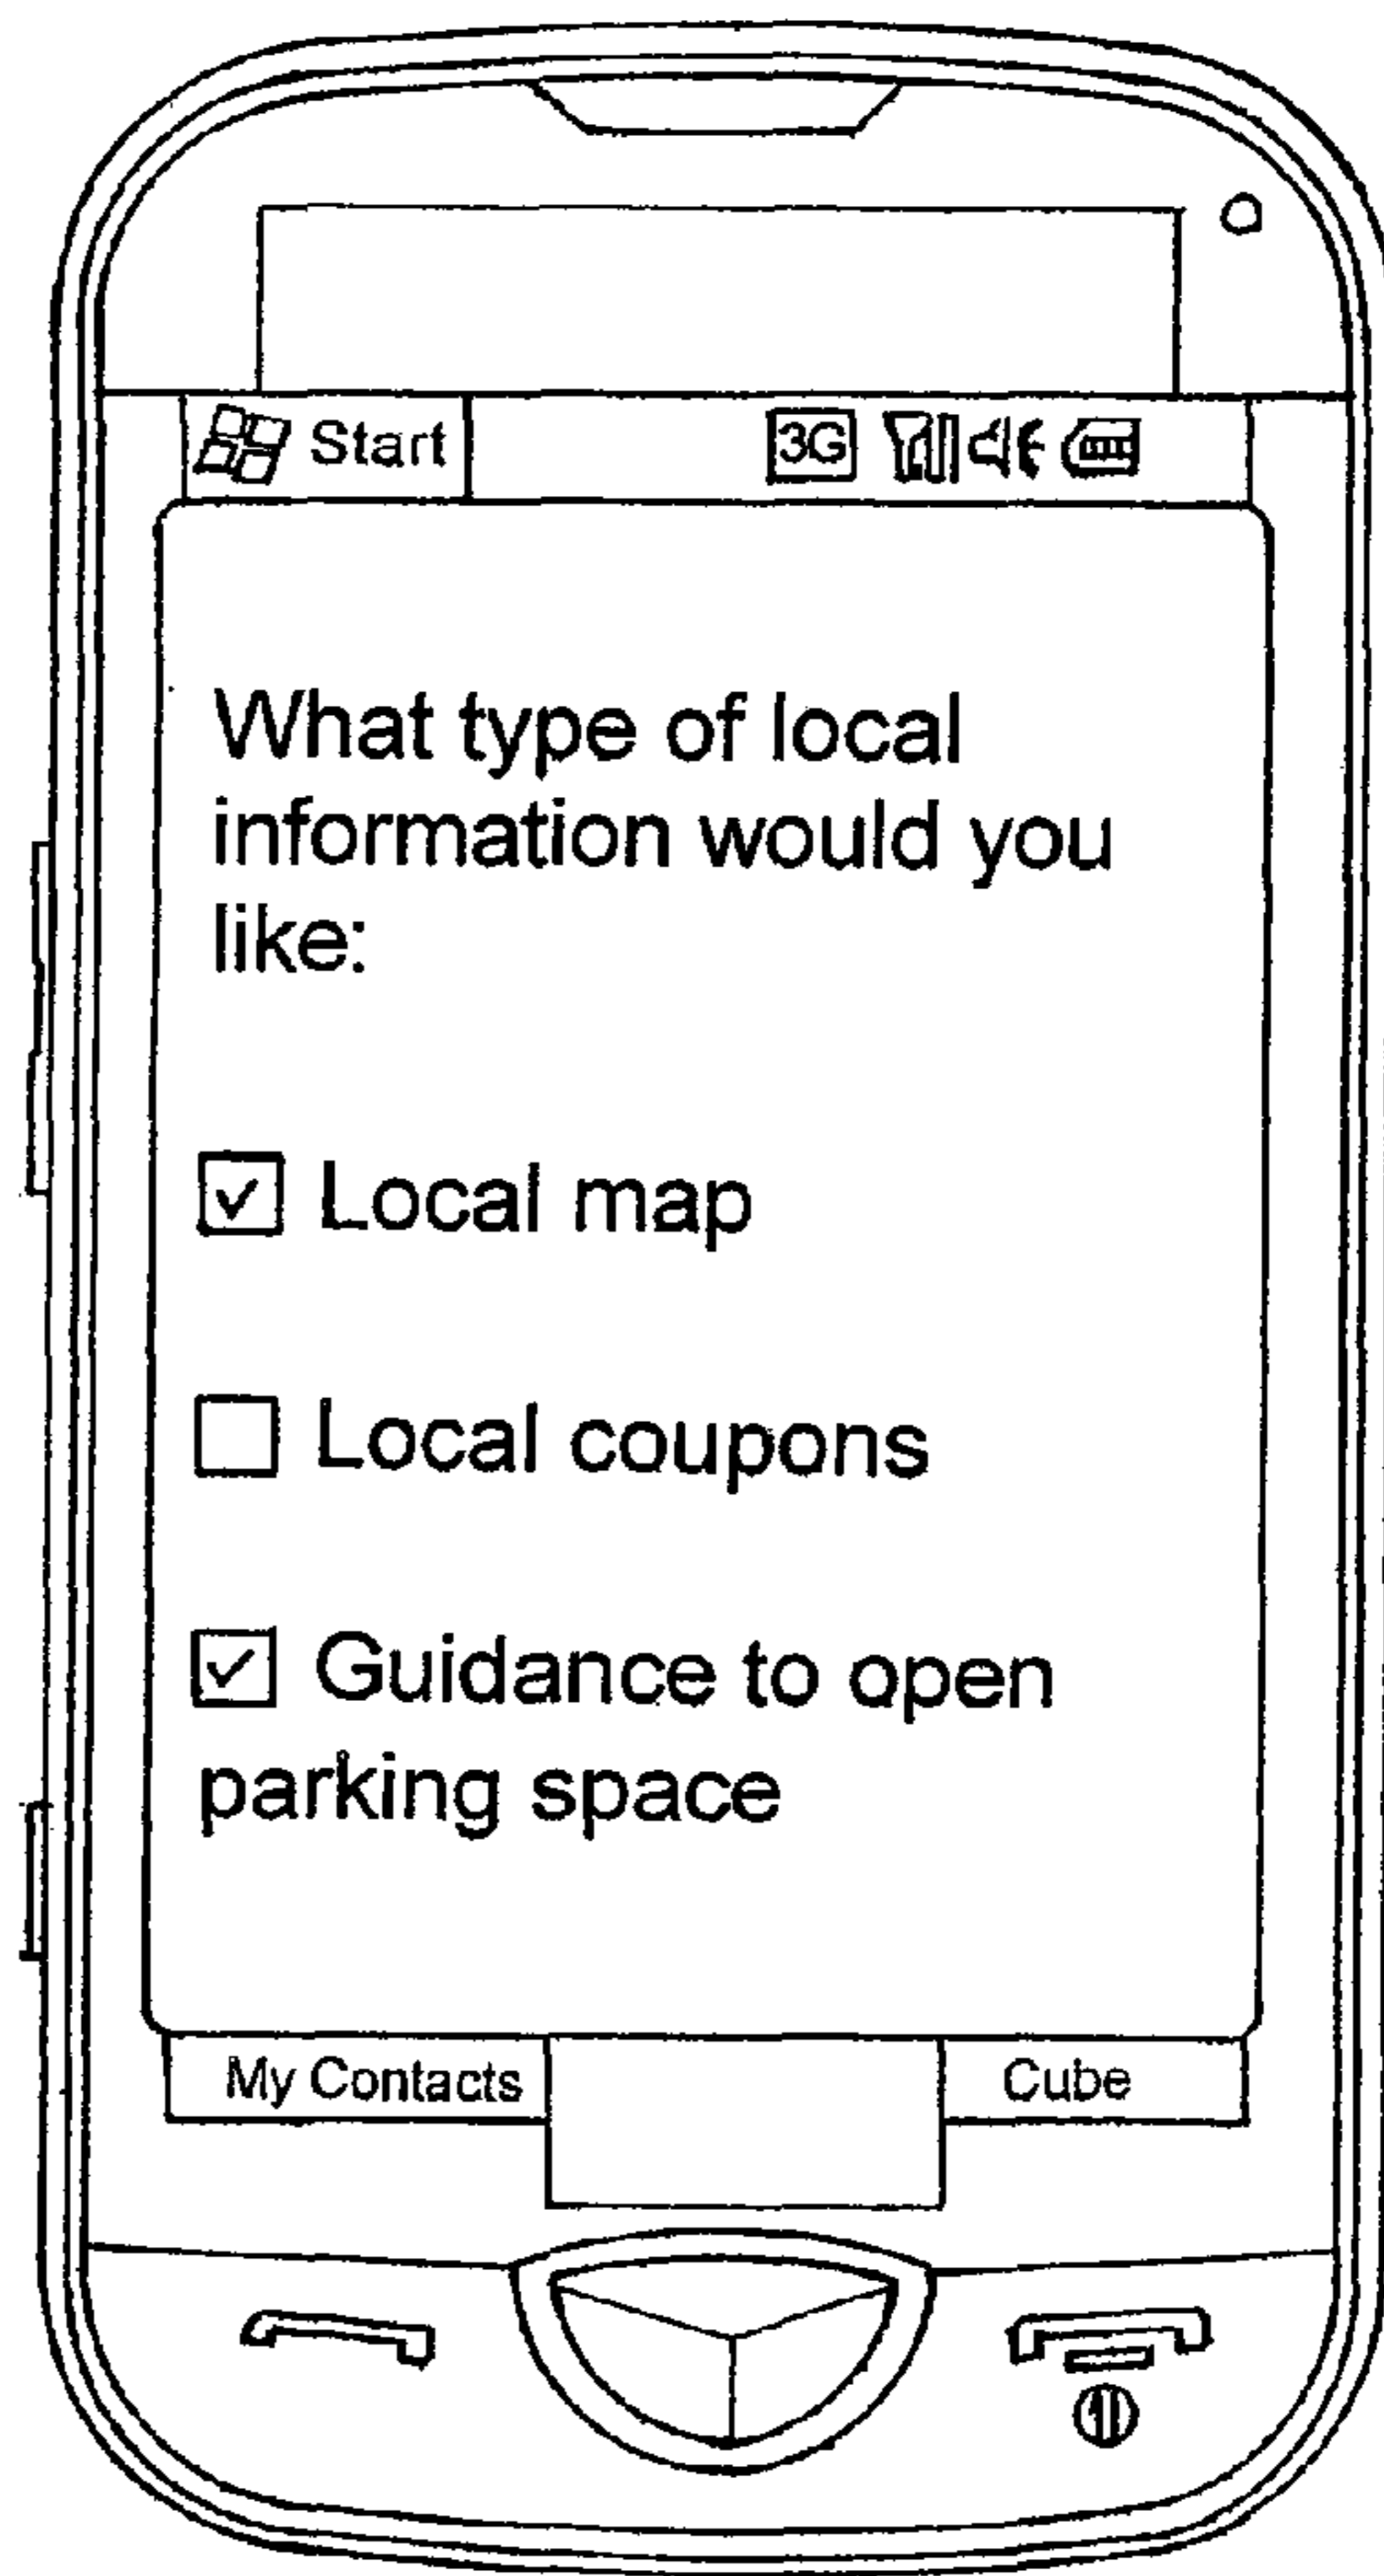 Start 3G
What type of local
information would you
like:
Local map
Local coupons
Guidance to open
parking space
My Contacts Cube